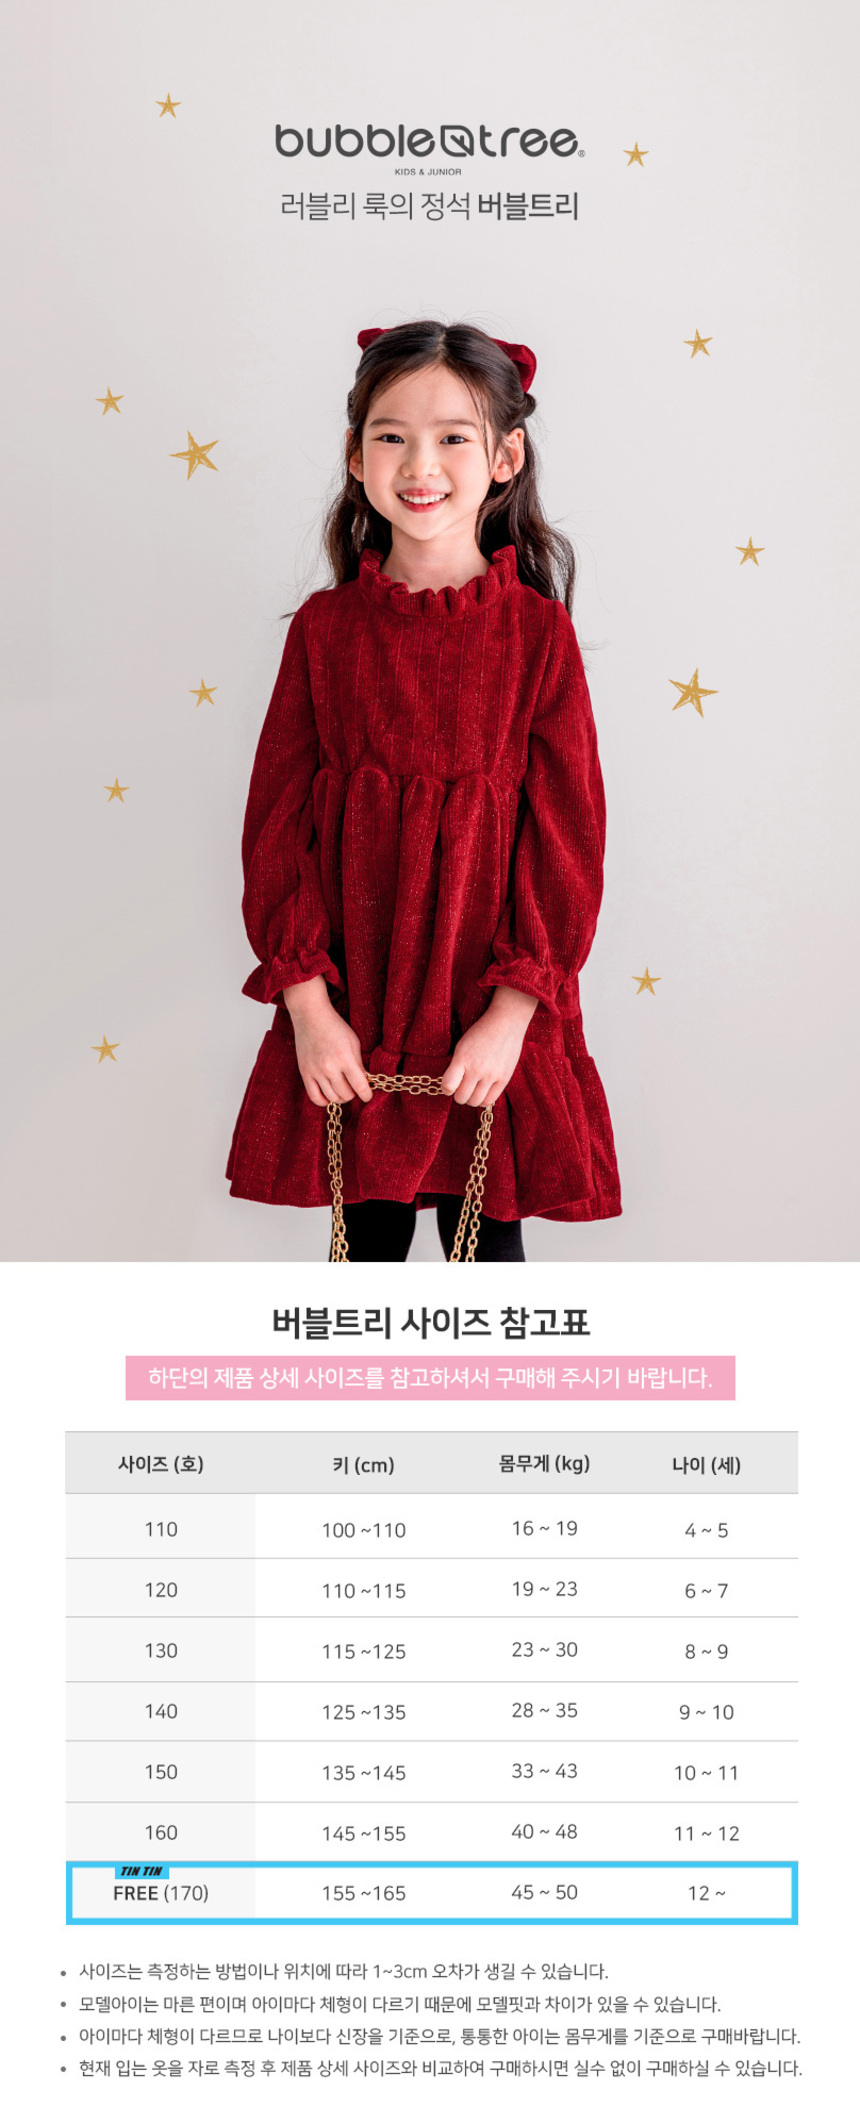 bubble tree®
KIDS & JUNIOR
러블리 룩의 정석 버블트리
버블트리 사이즈 참고표
하단의 제품 상세 사이즈를 참고하셔서 구매해 주시기 바랍니다.
사이즈 (호) 키 (cm) 몸무게 (kg) 나이 (세)
110 100 ~110 16 ~ 19 4 ~ 5
120 110 ~115 19 ~ 23 6 ~ 7
130 115 ~125 23 ~ 30 8 ~ 9
140 125 ~135 28 ~ 35 9 ~ 10
150 135 ~145 33 ~ 43 10 ~ 11
160 145 ~155 40 ~ 48 11 ~ 12
TIN TIN
FREE (170) 155 ~165 45 ~ 50 12 ~
• 사이즈는 측정하는 방법이나 위치에 따라 1~3cm 오차가 생길 수 있습니다.
• 모델아이는 마른 편이며 아이마다 체형이 다르기 때문에 모델핏과 차이가 있을 수 있습니다.
• 아이마다 체형이 다르므로 나이보다 신장을 기준으로, 통통한 아이는 몸무게를 기준으로 구매바랍니다.
• 현재 입는 옷을 자로 측정 후 제품 상세 사이즈와 비교하여 구매하시면 실수 없이 구매하실 수 있습니다.